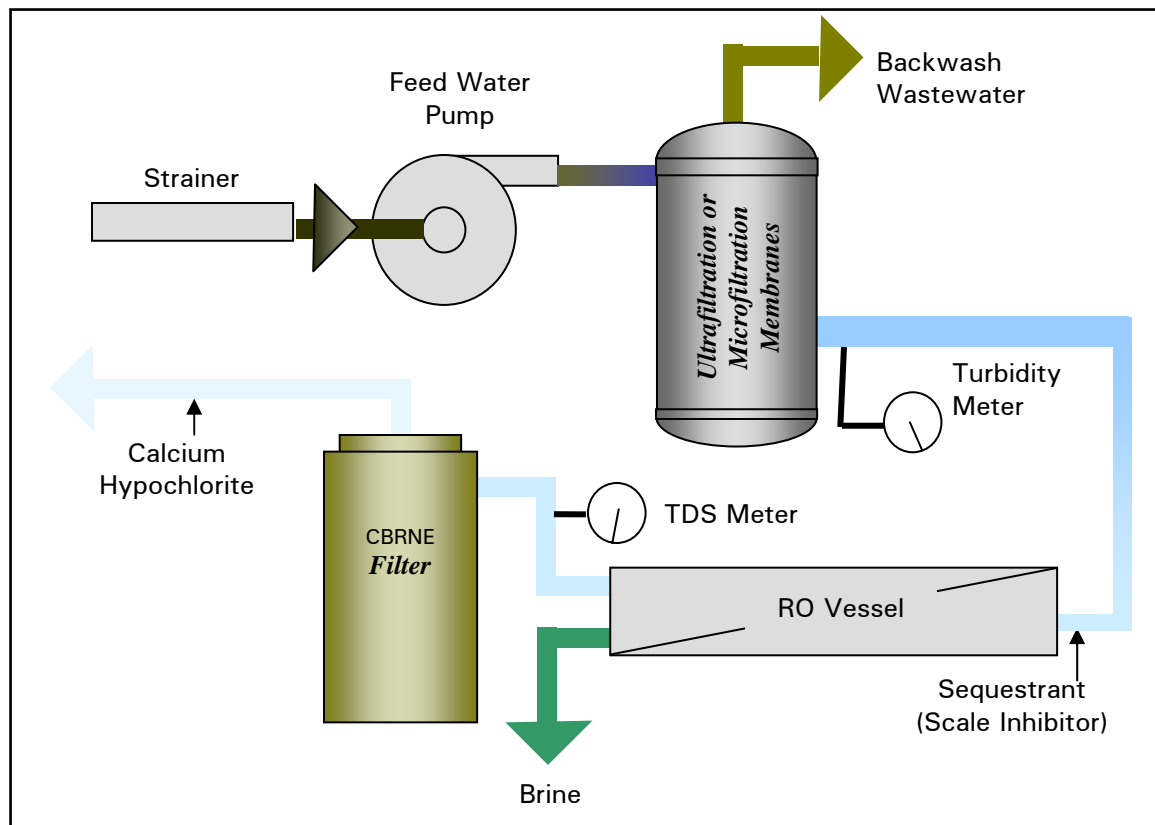 Backwash
Wastewater
Feed Water
Pump
Strainer
Ultrafiltration or
Microfiltration
Membranes
Turbidity
Meter
Calcium
Hypochlorite
CBRNE
Filter
TDS Meter
RO Vessel
Sequestrant
(Scale Inhibitor)
Brine